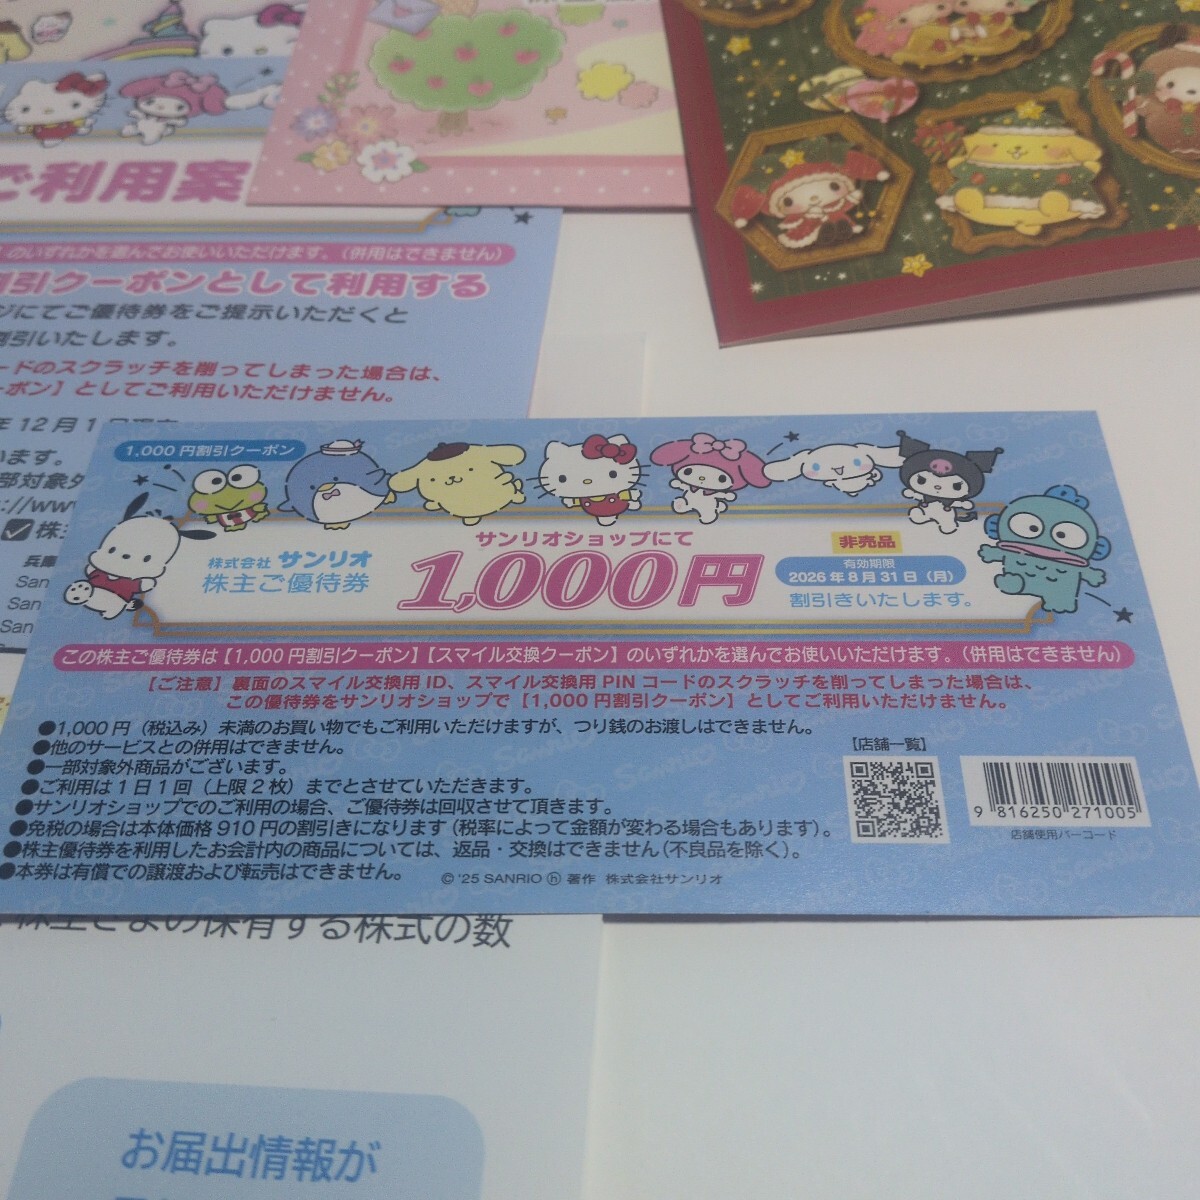 ご利用案
のいずれかを選んでお使いいただけます。(併用はできません)
割引クーポンとして利用する
ジにてご優待券をご提示いただくと
割引いたします。
ードのスクラッチを削ってしまった場合は、
ーポン】としてご利用いただけません。
年12月1日現在
います。
部対象外
://www
株主
兵庫
San
San
San
1,000円割引クーポン
サンリオショップにて
株式会社 サンリオ
株主ご優待券
1,000円
非売品
有効期限
2026年8月31日(月)
割引きいたします。
この株主ご優待券は【1,000円割引クーポン】【スマイル交換クーポン】のいずれかを選んでお使いいただけます。(併用はできません)
【ご注意】裏面のスマイル交換用ID、スマイル交換用PINコードのスクラッチを削ってしまった場合は、
この優待券をサンリオショップで【1,000円割引クーポン】としてご利用いただけません。
●1,000円(税込み)未満のお買い物でもご利用いただけますが、つり銭のお渡しはできません。
●他のサービスとの併用はできません。
●一部対象外商品がございます。
●ご利用は1日1回(上限2枚)までとさせていただきます。
●サンリオショップでのご利用の場合、ご優待券は回収させて頂きます。
●免税の場合は本体価格910円の割引きになります(税率によって金額が変わる場合もあります)。
●株主優待券を利用したお会計内の商品については、返品・交換はできません(不良品を除く)。
●本券は有償での譲渡および転売はできません。
【店舗一覧】
9 816250 271005
店舗使用バーコード
©'25 SANRIO ⓗ 著作 株式会社サンリオ
株主さまの保有する株式の数
お届出情報が